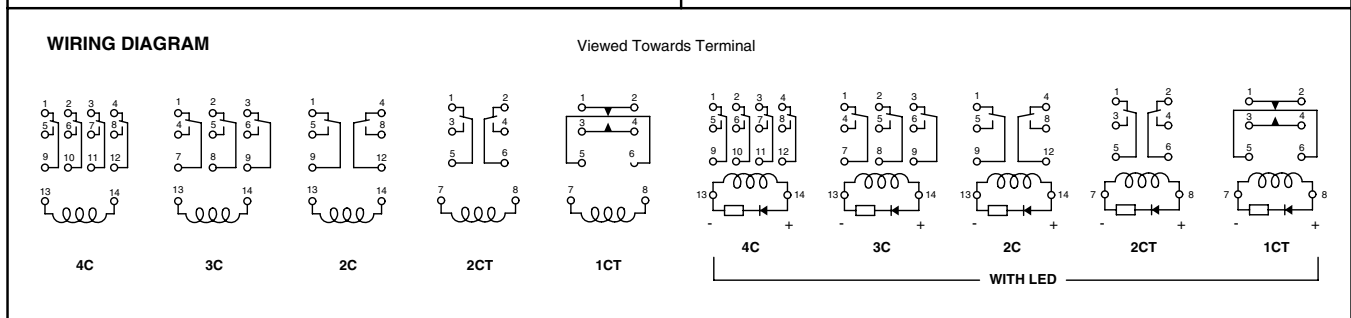 WIRING DIAGRAM
Viewed Towards Terminal
1 2 3 4
5 6 7 8
9 10 11 12
13 14
4C
1 2 3
4 5 6
7 8 9
13 14
3C
1 4
5 8
9 12
13 14
2C
1 2
3 4
5 6
7 8
2CT
1 2
3 4
5 6
7 8
1CT
1 2 3 4
5 6 7 8
9 10 11 12
13 14
- +
4C
1 2 3
4 5 6
7 8 9
13 14
- +
3C
1 4
5 8
9 12
13 14
- +
2C
1 2
3 4
5 6
7 8
- +
2CT
1 2
3 4
5 6
7 8
- +
1CT
WITH LED